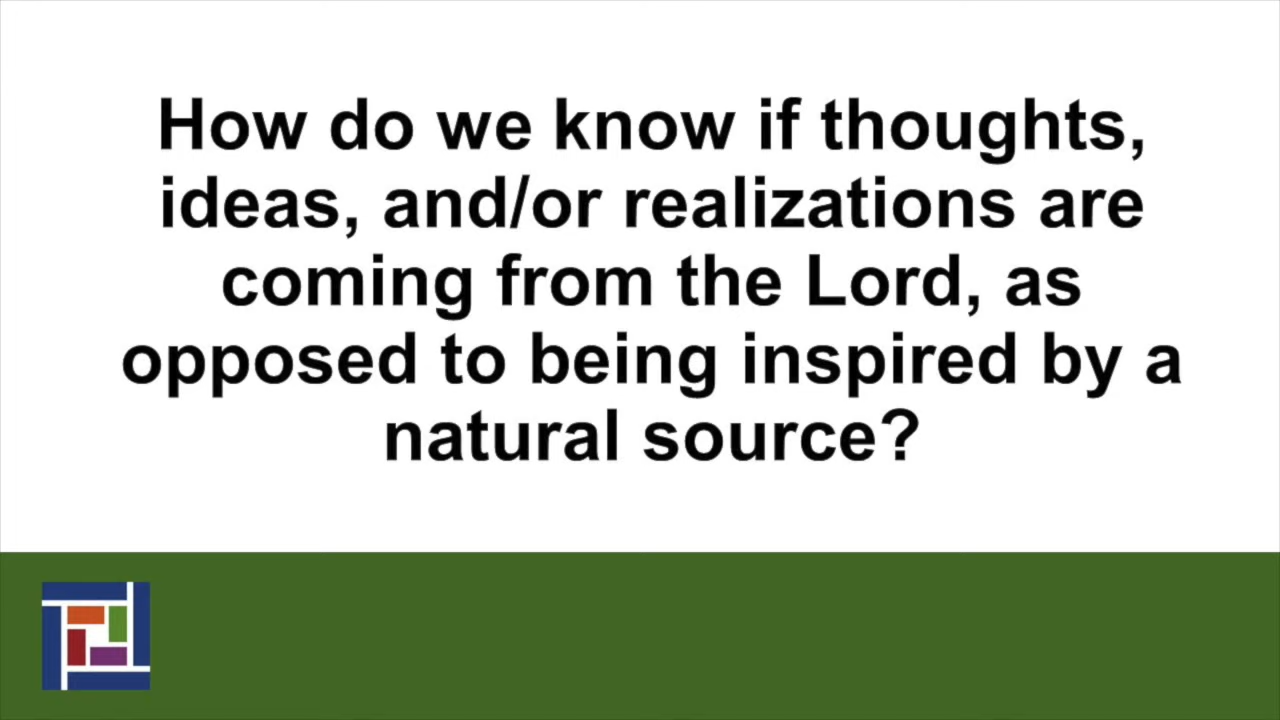 How do we know if thoughts,
ideas, and/or realizations are
coming from the Lord, as
opposed to being inspired by a
natural source?